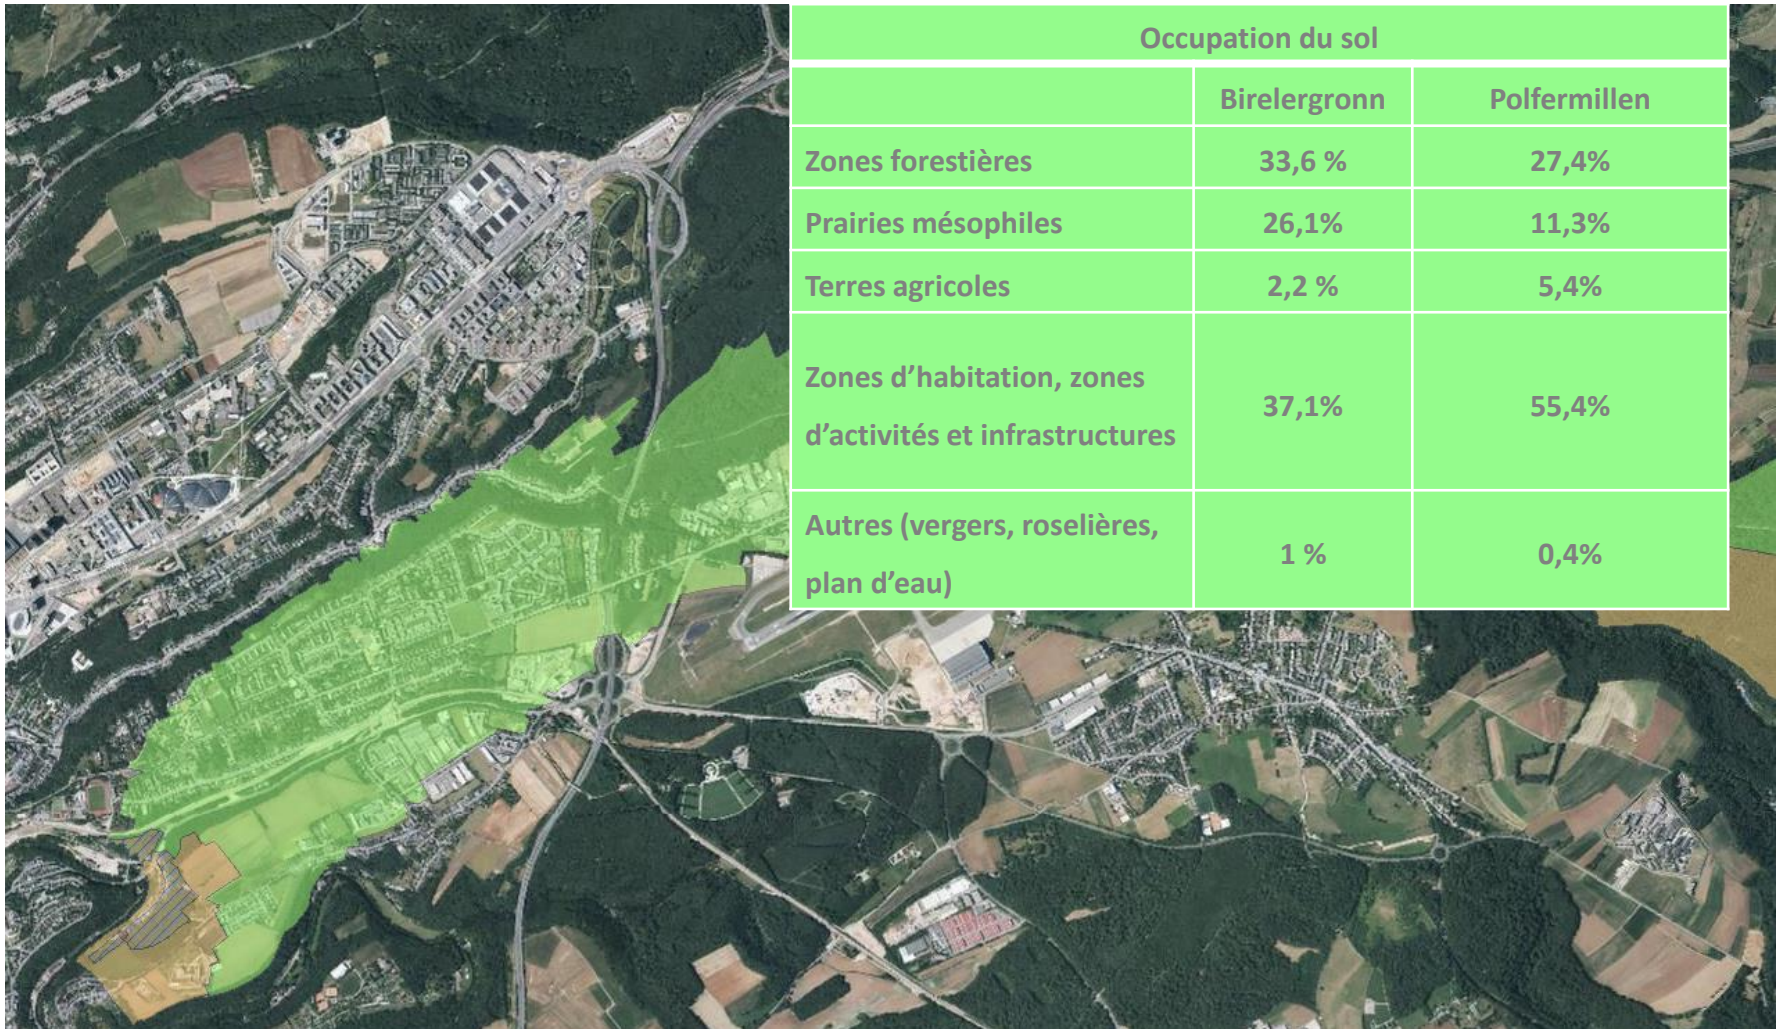 Occupation du sol
Birelergronn Polfermillen
Zones forestières 33,6 % 27,4%
Prairies mésophiles 26,1% 11,3%
Terres agricoles 2,2 % 5,4%
Zones d’habitation, zones
d’activités et infrastructures 37,1% 55,4%
Autres (vergers, roselières,
plan d’eau) 1 % 0,4%